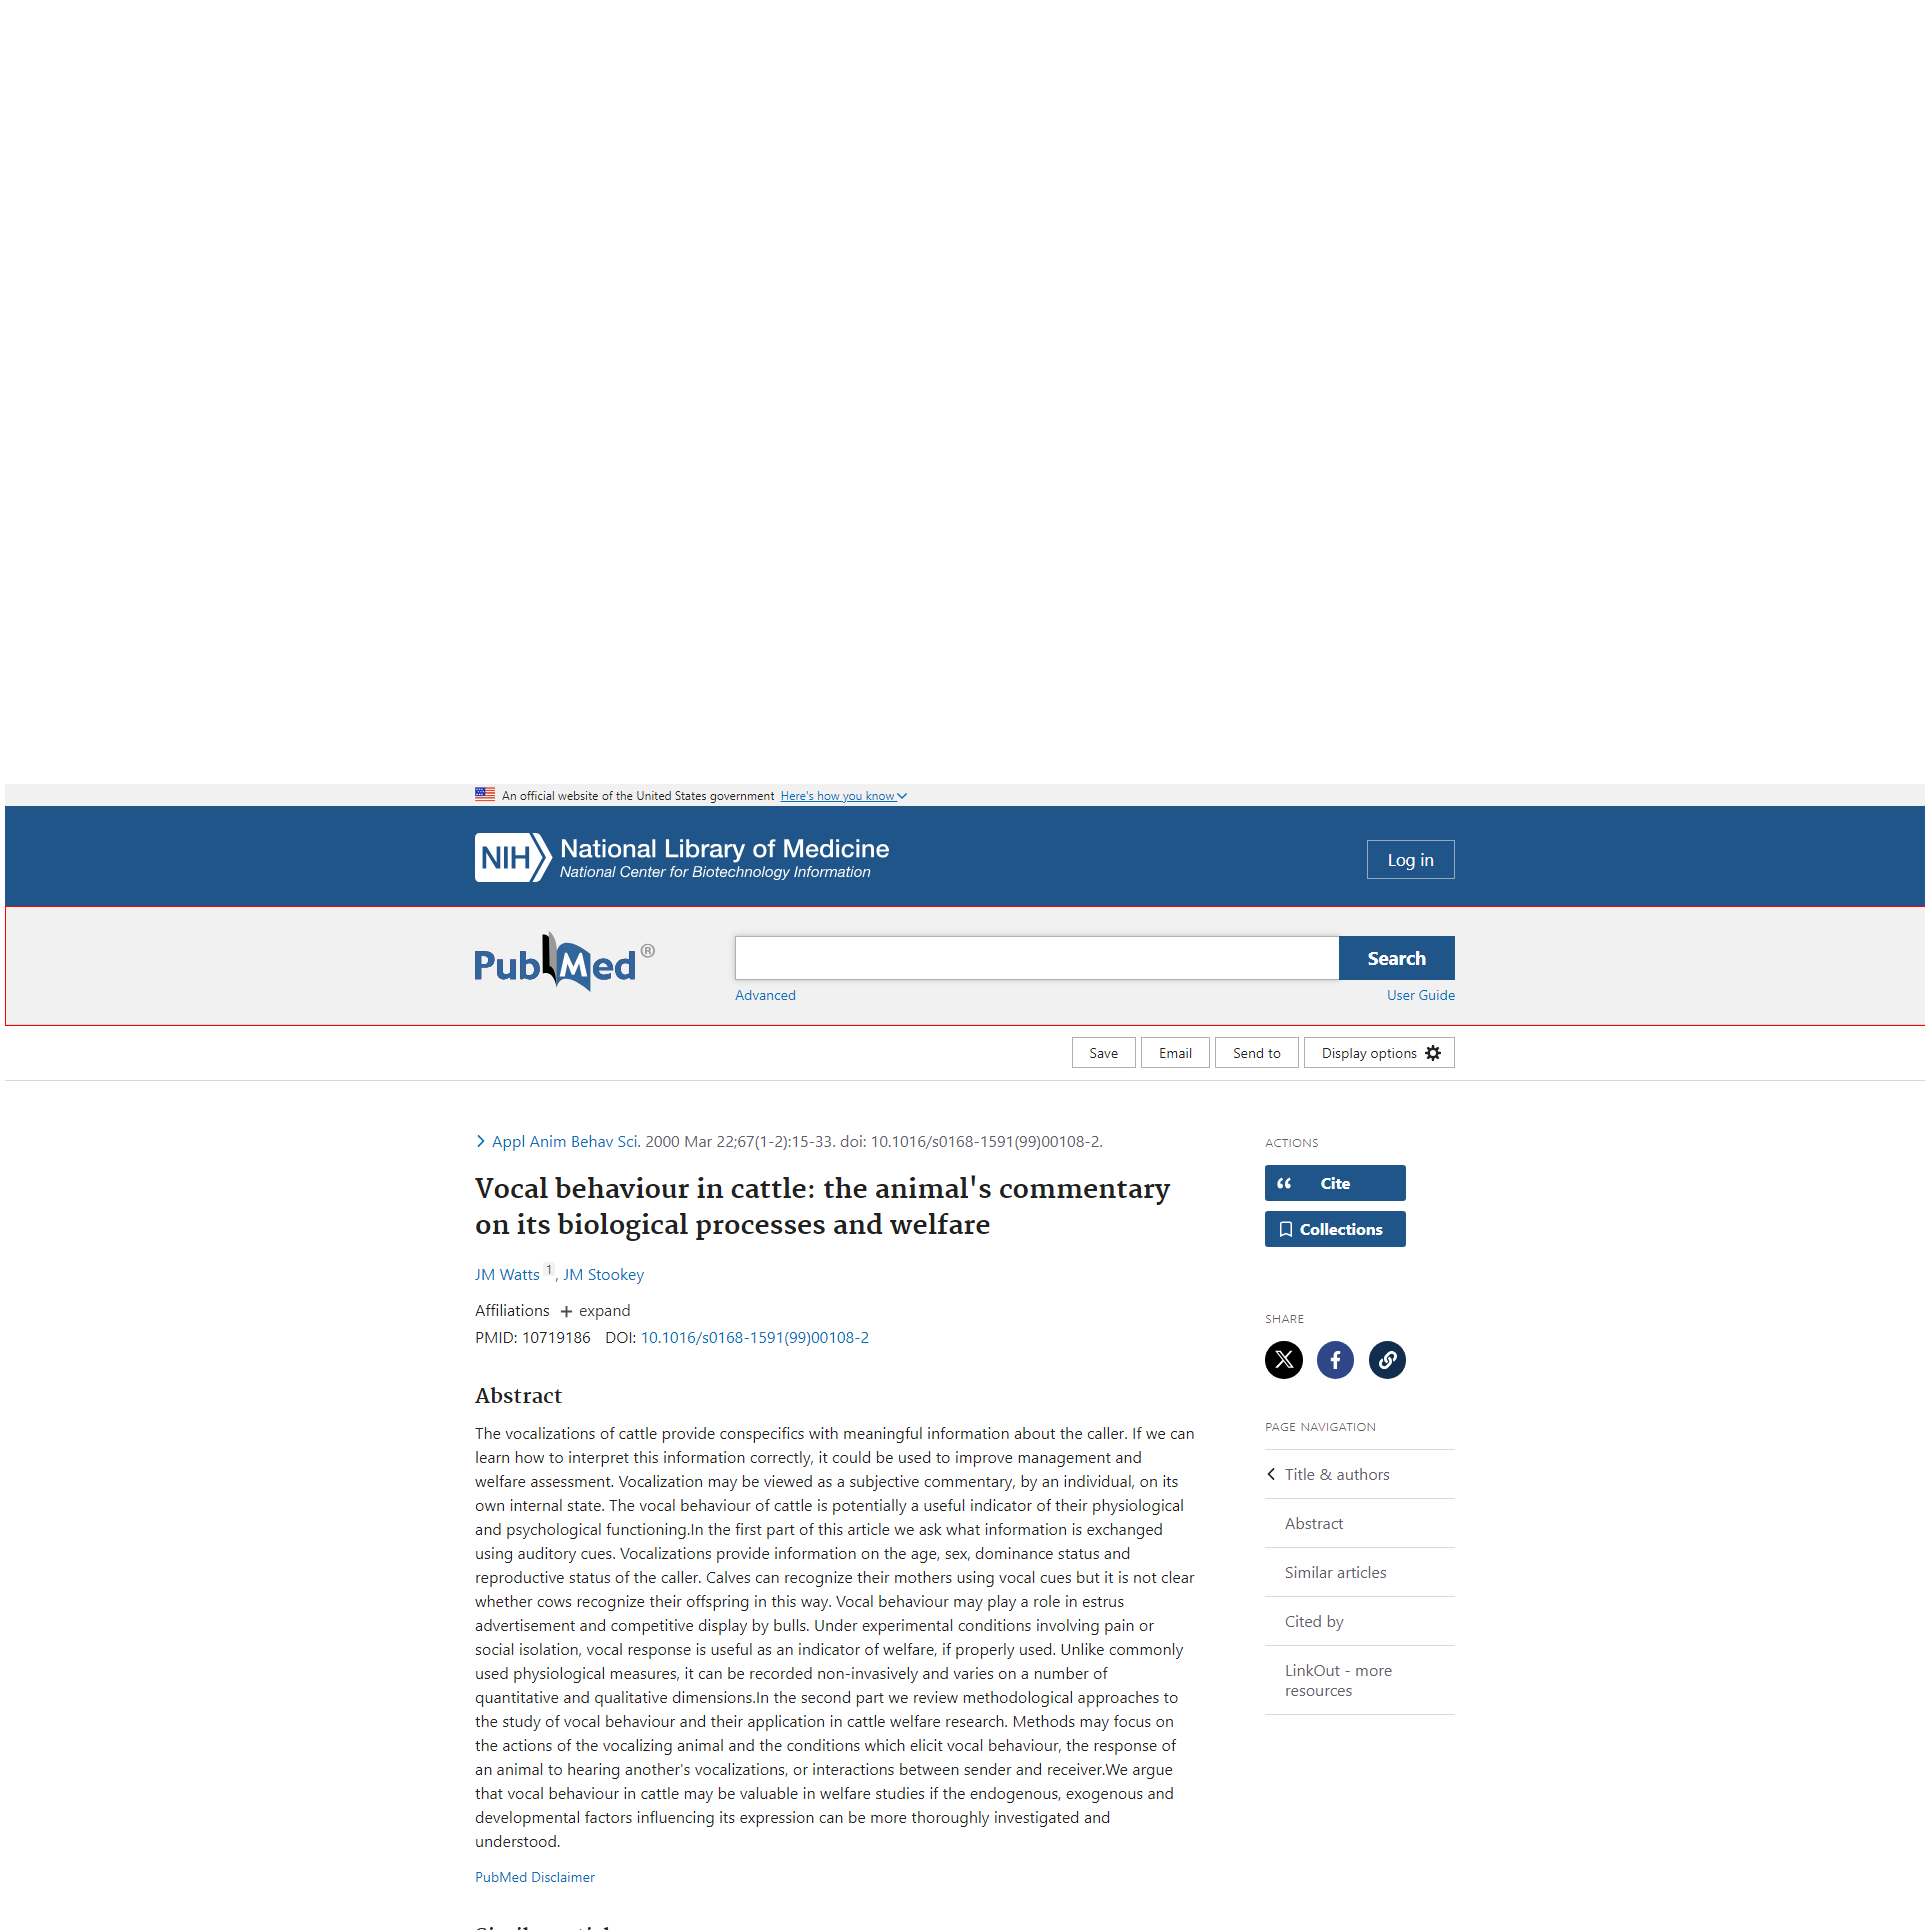 An official website of the United States government Here's how you know
NIH National Library of Medicine
National Center for Biotechnology Information
Log in
PubMed®
Search
Advanced
User Guide
Save
Email
Send to
Display options
Appl Anim Behav Sci. 2000 Mar 22;67(1-2):15-33. doi: 10.1016/s0168-1591(99)00108-2.
Vocal behaviour in cattle: the animal's commentary
on its biological processes and welfare
JM Watts 1, JM Stookey
Affiliations + expand
PMID: 10719186 DOI: 10.1016/s0168-1591(99)00108-2
Abstract
The vocalizations of cattle provide conspecifics with meaningful information about the caller. If we can
learn how to interpret this information correctly, it could be used to improve management and
welfare assessment. Vocalization may be viewed as a subjective commentary, by an individual, on its
own internal state. The vocal behaviour of cattle is potentially a useful indicator of their physiological
and psychological functioning.In the first part of this article we ask what information is exchanged
using auditory cues. Vocalizations provide information on the age, sex, dominance status and
reproductive status of the caller. Calves can recognize their mothers using vocal cues but it is not clear
whether cows recognize their offspring in this way. Vocal behaviour may play a role in estrus
advertisement and competitive display by bulls. Under experimental conditions involving pain or
social isolation, vocal response is useful as an indicator of welfare, if properly used. Unlike commonly
used physiological measures, it can be recorded non-invasively and varies on a number of
quantitative and qualitative dimensions.In the second part we review methodological approaches to
the study of vocal behaviour and their application in cattle welfare research. Methods may focus on
the actions of the vocalizing animal and the conditions which elicit vocal behaviour, the response of
an animal to hearing another's vocalizations, or interactions between sender and receiver.We argue
that vocal behaviour in cattle may be valuable in welfare studies if the endogenous, exogenous and
developmental factors influencing its expression can be more thoroughly investigated and
understood.
PubMed Disclaimer
ACTIONS
Cite
Collections
SHARE
PAGE NAVIGATION
Title & authors
Abstract
Similar articles
Cited by
LinkOut - more
resources